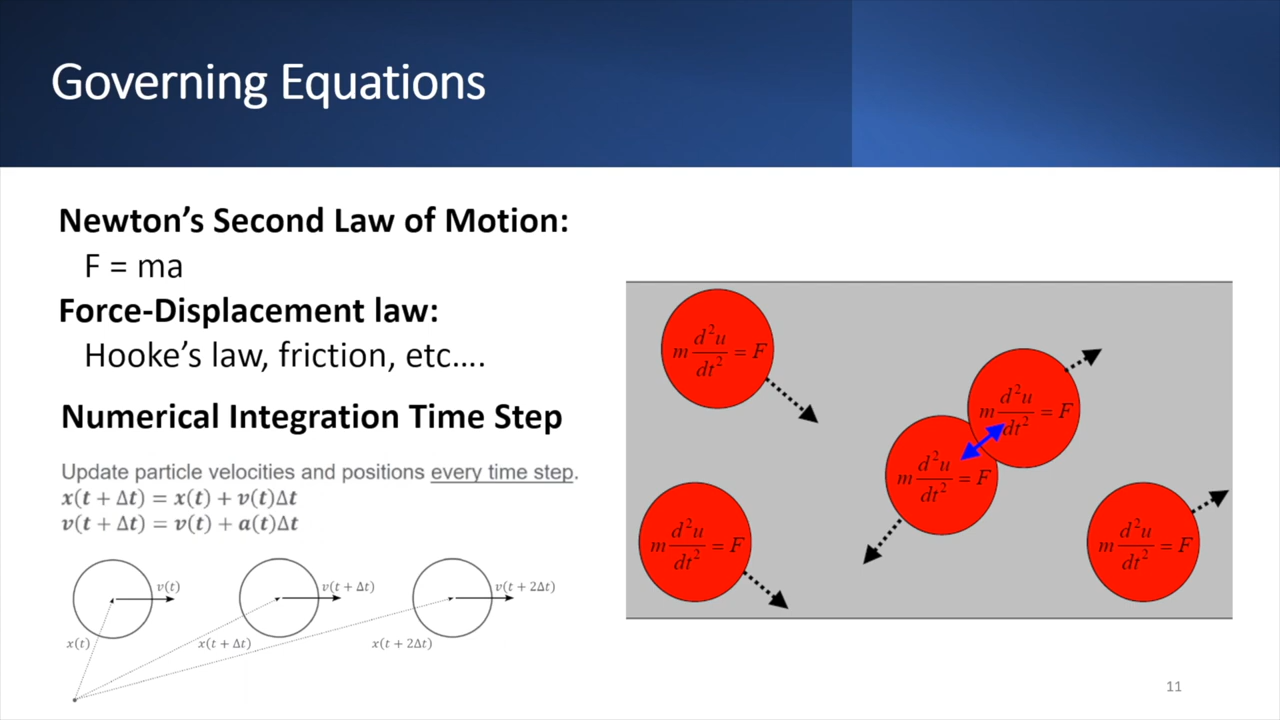 Governing Equations
Newton's Second Law of Motion:
F = ma
Force-Displacement law:
Hooke's law, friction, etc....
Numerical Integration Time Step
Update particle velocities and positions every time step.
x(t + Δt) = x(t) + v(t)Δt
v(t + Δt) = v(t) + a(t)Δt
v(t)
v(t + Δt)
v(t + 2Δt)
x(t)
x(t + Δt)
x(t + 2Δt)
m d²u/dt² = F
m d²u/dt² = F
m d²u/dt² = F
m d²u/dt² = F
m d²u/dt² = F
11